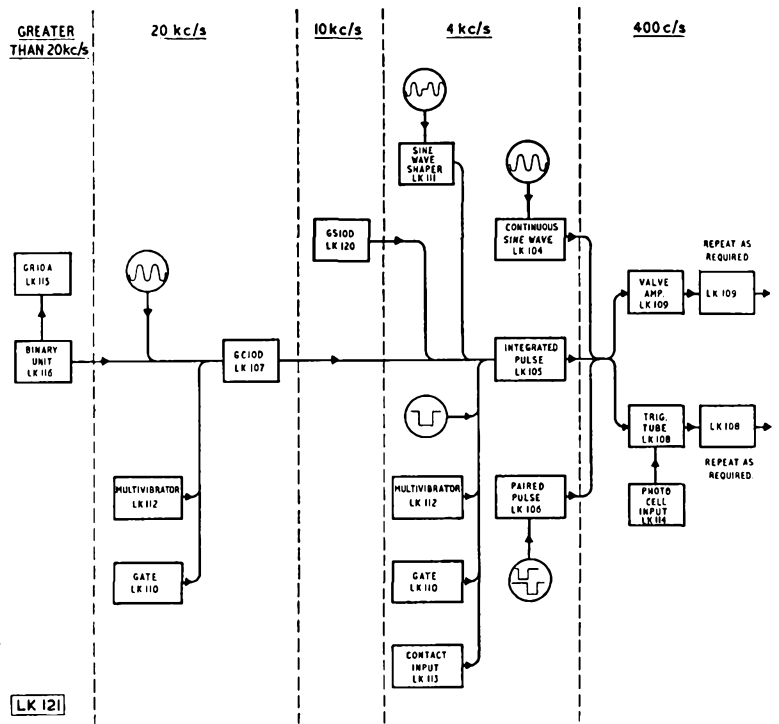 GREATER
THAN 20kc/s
20 kc/s
10 kc/s
4 kc/s
400 c/s
SINE
WAVE
SHAPER
LK 111
GS10D
LK 120
CONTINUOUS
SINE WAVE
LK 104
REPEAT AS
REQUIRED
GR10A
LK 115
VALVE
AMP.
LK 109
LK 109
BINARY
UNIT
LK 116
GC10D
LK 107
INTEGRATED
PULSE
LK 105
TRIG.
TUBE
LK 108
LK 108
REPEAT AS
REQUIRED.
MULTIVIBRATOR
LK 112
MULTIVIBRATOR
LK 112
PAIRED
PULSE
LK 106
PHOTO
CELL
INPUT
LK 114
GATE
LK 110
GATE
LK 110
CONTACT
INPUT
LK 113
LK 121